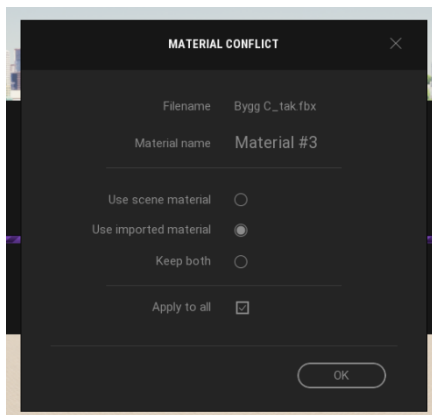 MATERIAL CONFLICT
Filename Bygg C_tak.fbx
Material name Material #3
Use scene material
Use imported material
Keep both
Apply to all
OK